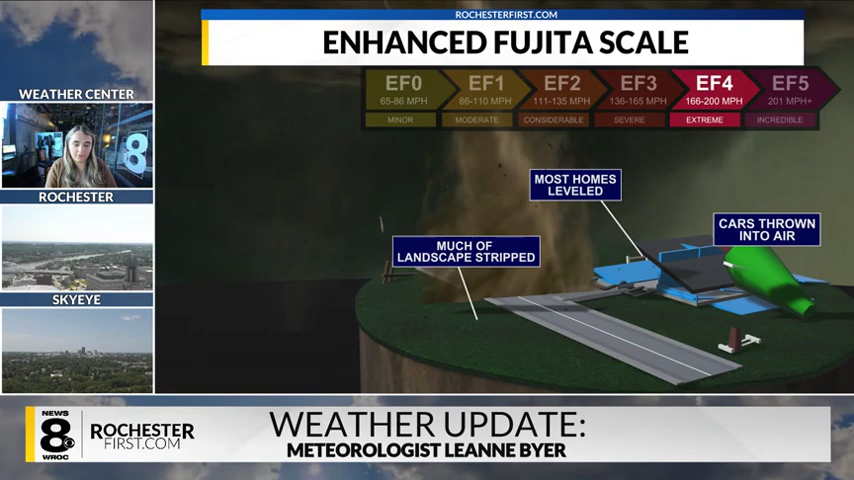 ROCHESTERFIRST.COM
ENHANCED FUJITA SCALE
EF0
65-86 MPH
MINOR
EF1
86-110 MPH
MODERATE
EF2
111-135 MPH
CONSIDERABLE
EF3
136-165 MPH
SEVERE
EF4
166-200 MPH
EXTREME
EF5
201 MPH+
INCREDIBLE
WEATHER CENTER
8
ROCHESTER
SKYEYE
MOST HOMES
LEVELED
CARS THROWN
INTO AIR
MUCH OF
LANDSCAPE STRIPPED
NEWS
8
WROC
ROCHESTER
FIRST.COM
WEATHER UPDATE:
METEOROLOGIST LEANNE BYER